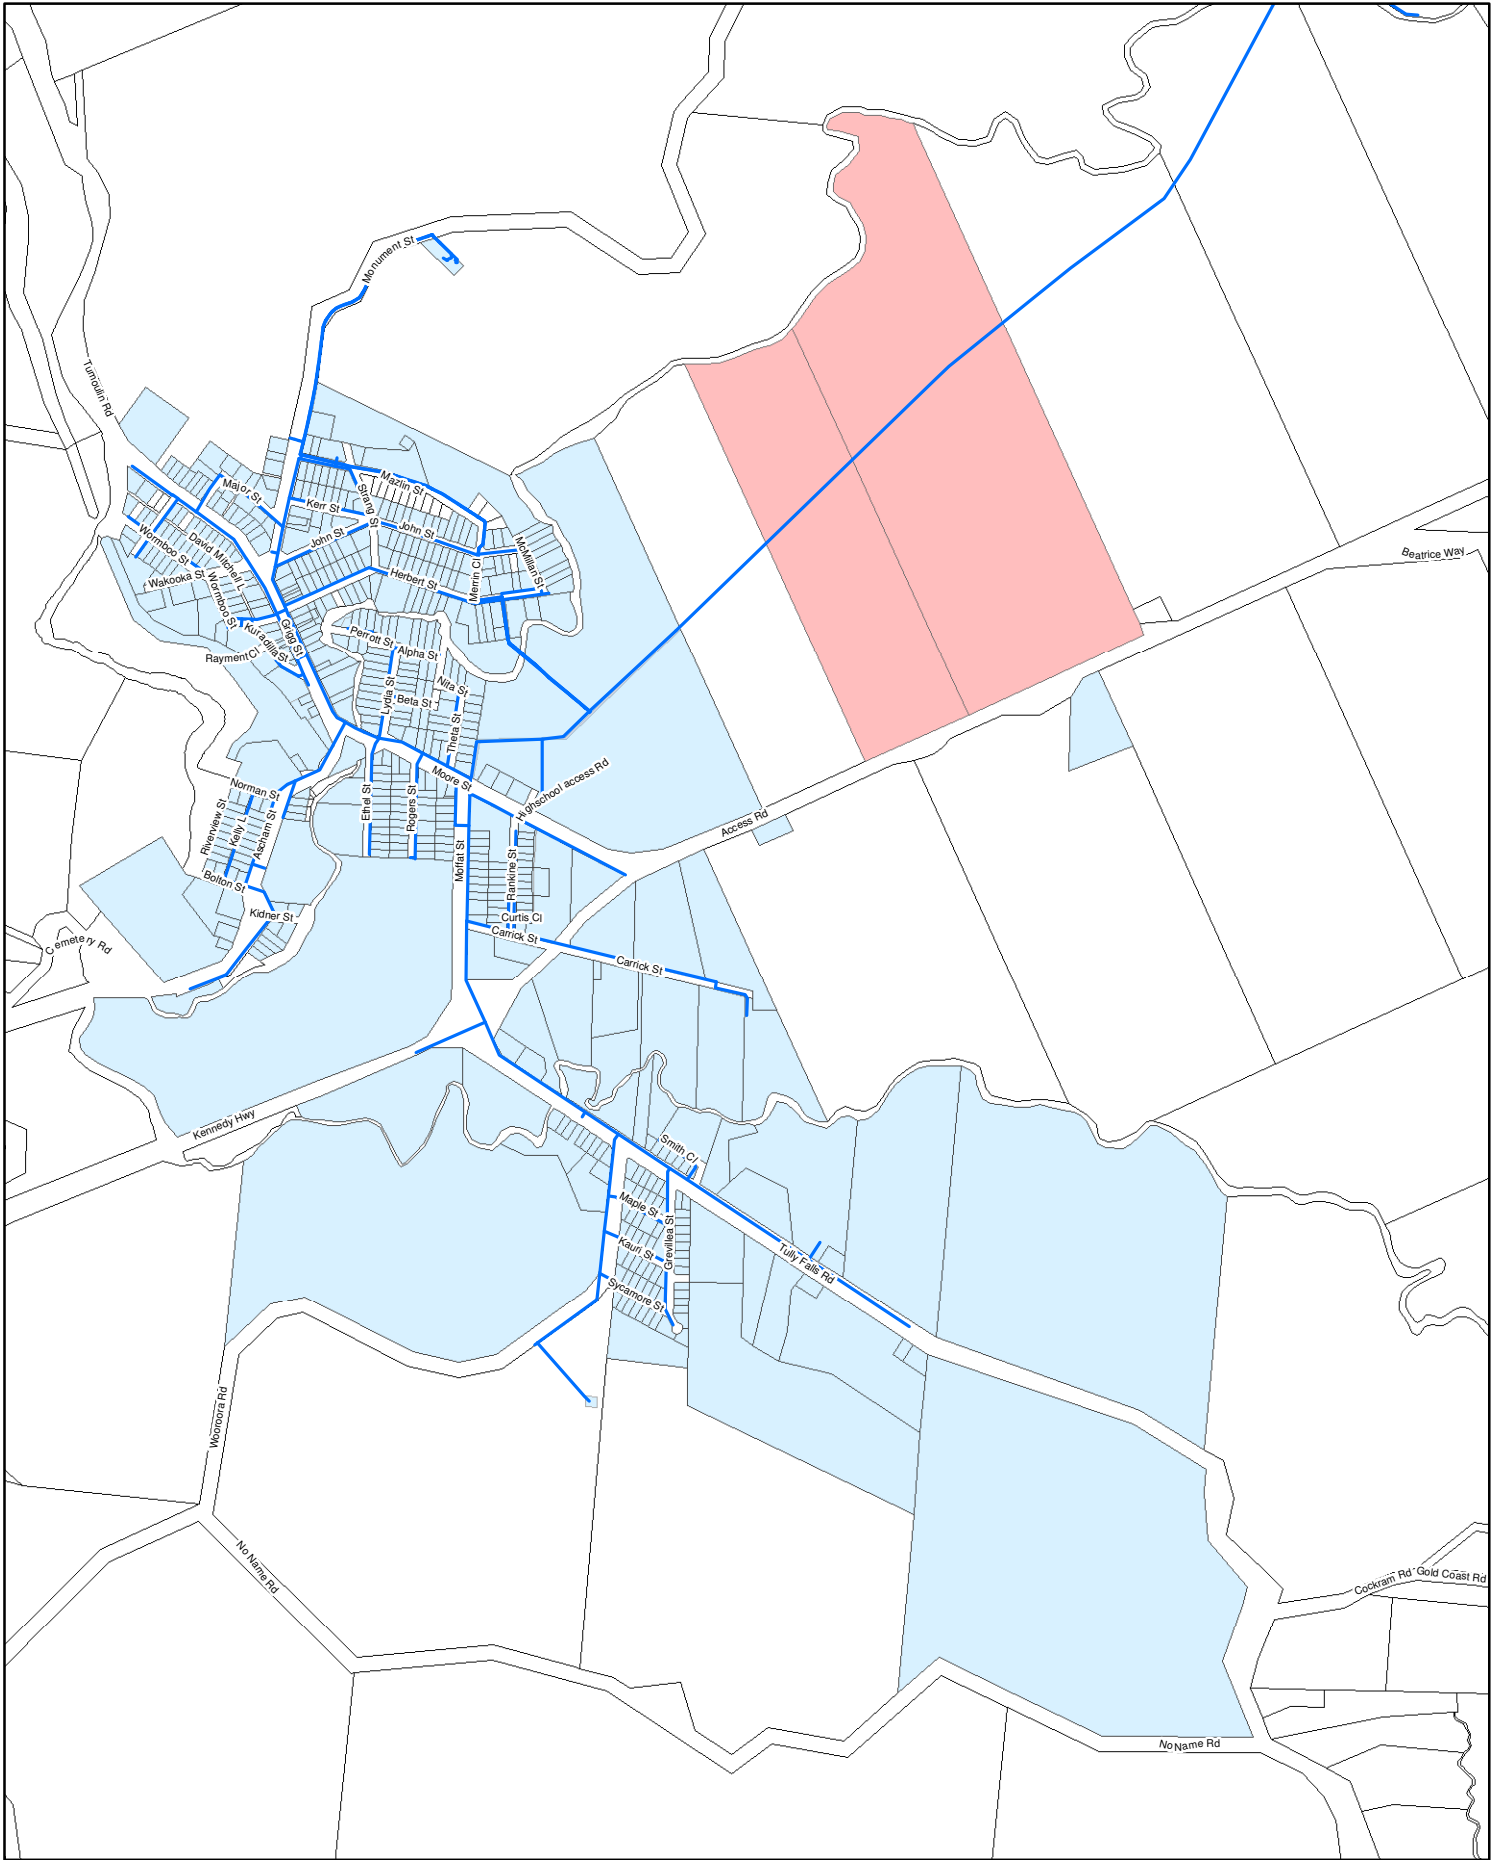 Monument St
Tumoulin Rd
Mazlin St
Major St
Strang St
Kerr St
John St
John St
McMillan St
Wormboo St
David Mitchell L
Beatrice Way
Herbert St
Merrin Cl
Wakooka St
Wormboo St
Kuradilla St
Grigg St
Perrott St
Alpha St
Rayment Cl
Nita St
Lydia St
Beta St
Theta St
Moore St
Highschool access Rd
Norman St
Ethel St
Rogers St
Access Rd
Riverview St
Kelly L
Ascham St
Moffat St
Rankine St
Bolton St
Kidner St
Curtis Cl
Carrick St
Cemetery Rd
Carrick St
Kennedy Hwy
Smith Cl
Maple St
Grevillea St
Kauri St
Tully Falls Rd
Sycamore St
Wooroora Rd
No Name Rd
Cockram Rd
Gold Coast Rd
No Name Rd